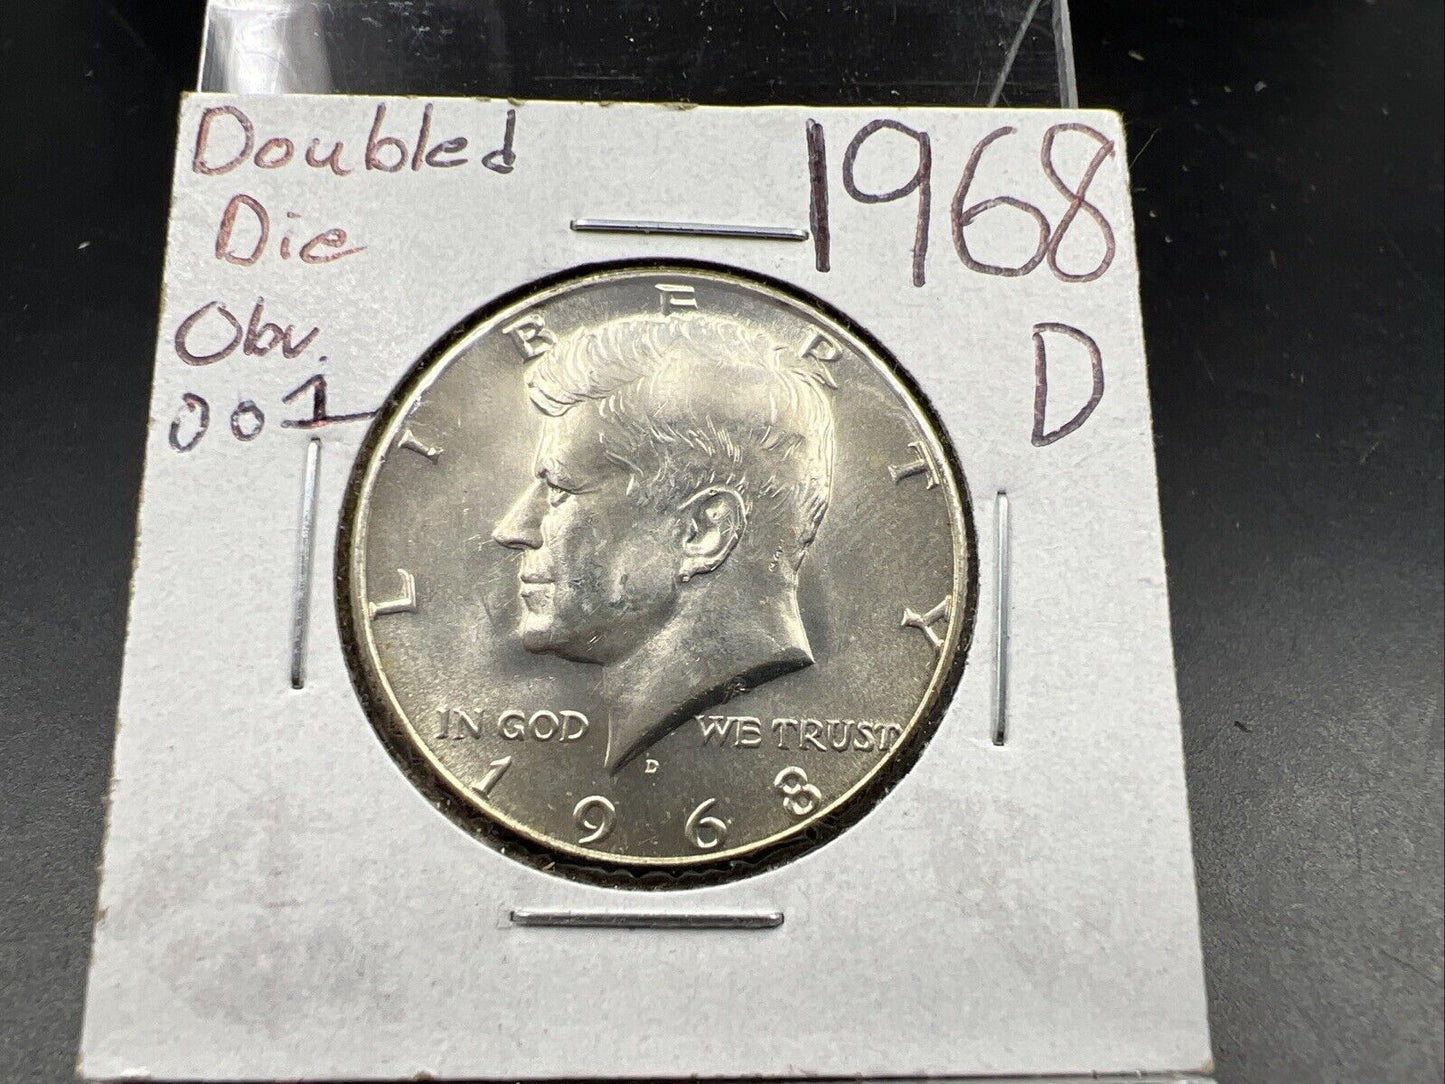 Doubled
Die
Obv.
001
1968
D
LIBERTY
IN GOD WE TRUST
D
1968